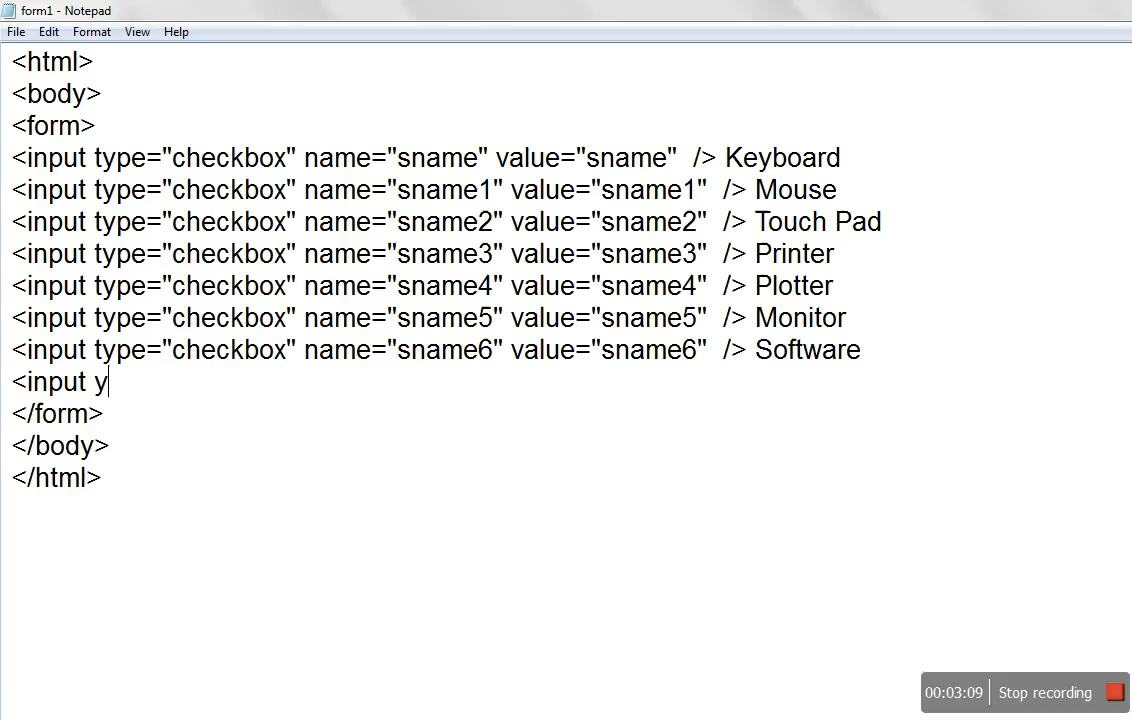 form1 - Notepad
File Edit Format View Help
<html>
<body>
<form>
<input type="checkbox" name="sname" value="sname"  /> Keyboard
<input type="checkbox" name="sname1" value="sname1"  /> Mouse
<input type="checkbox" name="sname2" value="sname2"  /> Touch Pad
<input type="checkbox" name="sname3" value="sname3"  /> Printer
<input type="checkbox" name="sname4" value="sname4"  /> Plotter
<input type="checkbox" name="sname5" value="sname5"  /> Monitor
<input type="checkbox" name="sname6" value="sname6"  /> Software
<input y
</form>
</body>
</html>
00:03:09 Stop recording